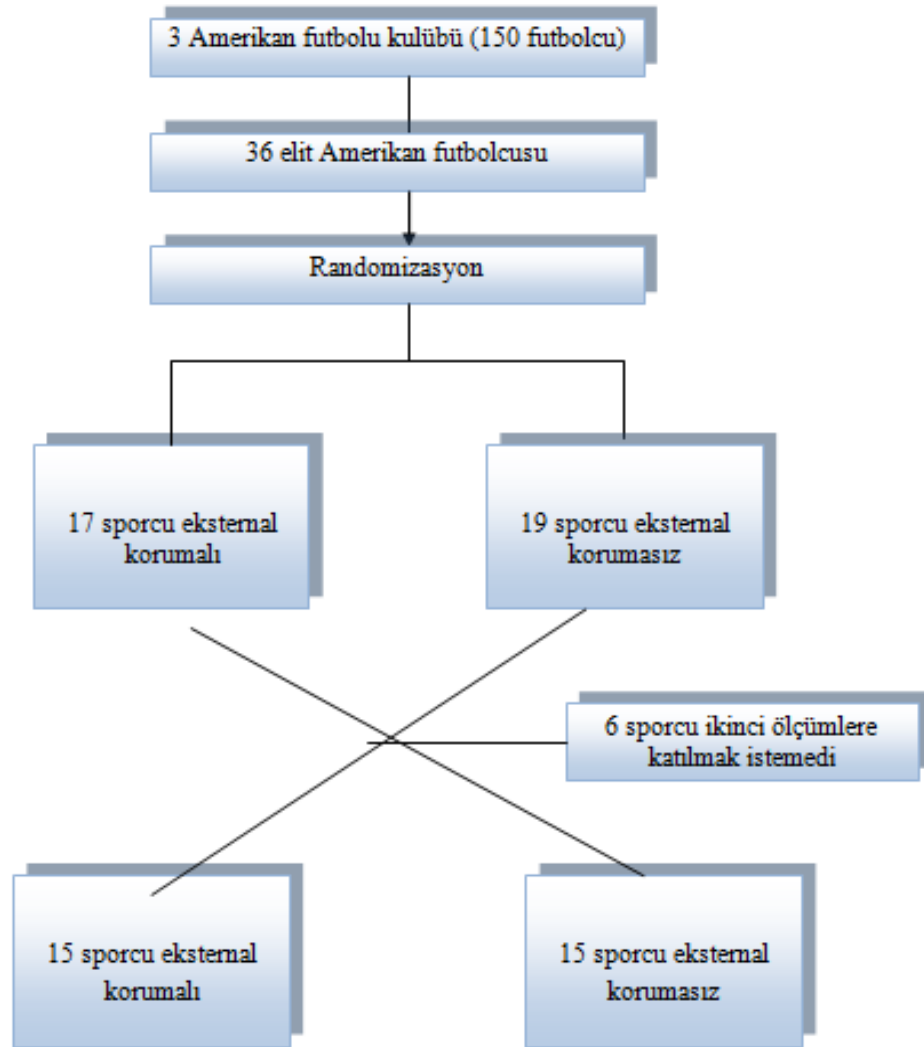 3 Amerikan futbolu kulübü (150 futbolcu)
36 elit Amerikan futbolcusu
Randomizasyon
17 sporcu eksternal
korumalı
19 sporcu eksternal
korumasız
6 sporcu ikinci ölçümlere
katılmak istemedi
15 sporcu eksternal
korumalı
15 sporcu eksternal
korumasız